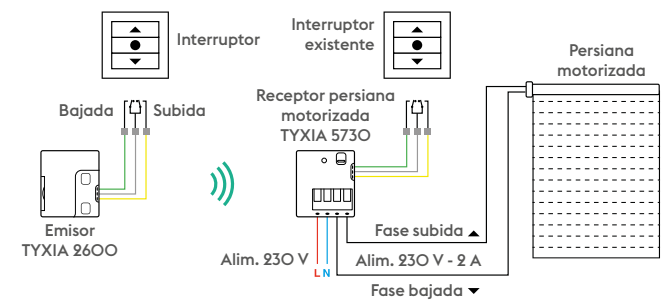 Interruptor
Interruptor
existente
Persiana
motorizada
Bajada
Subida
Receptor persiana
motorizada
TYXIA 5730
Emisor
TYXIA 2600
Fase subida ▲
Alim. 230 V
L N
Alim. 230 V - 2 A
Fase bajada ▼